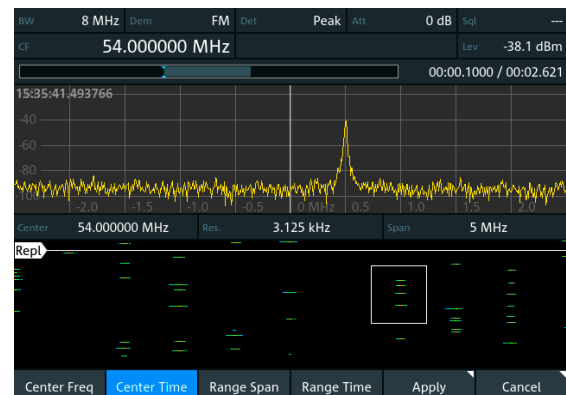 BW 8 MHz Dem FM Det Peak Att 0 dB Sql ---
CF 54.000000 MHz Lev -38.1 dBm
00:00.1000 / 00:02.621
15:35:41.493766
-40
-60
-80
-100
-2.0 -1.5 -1.0 -0.5 0 MHz 0.5 1.0 1.5 2.0
Center 54.000000 MHz Res. 3.125 kHz Span 5 MHz
Repl
Center Freq Center Time Range Span Range Time Apply Cancel